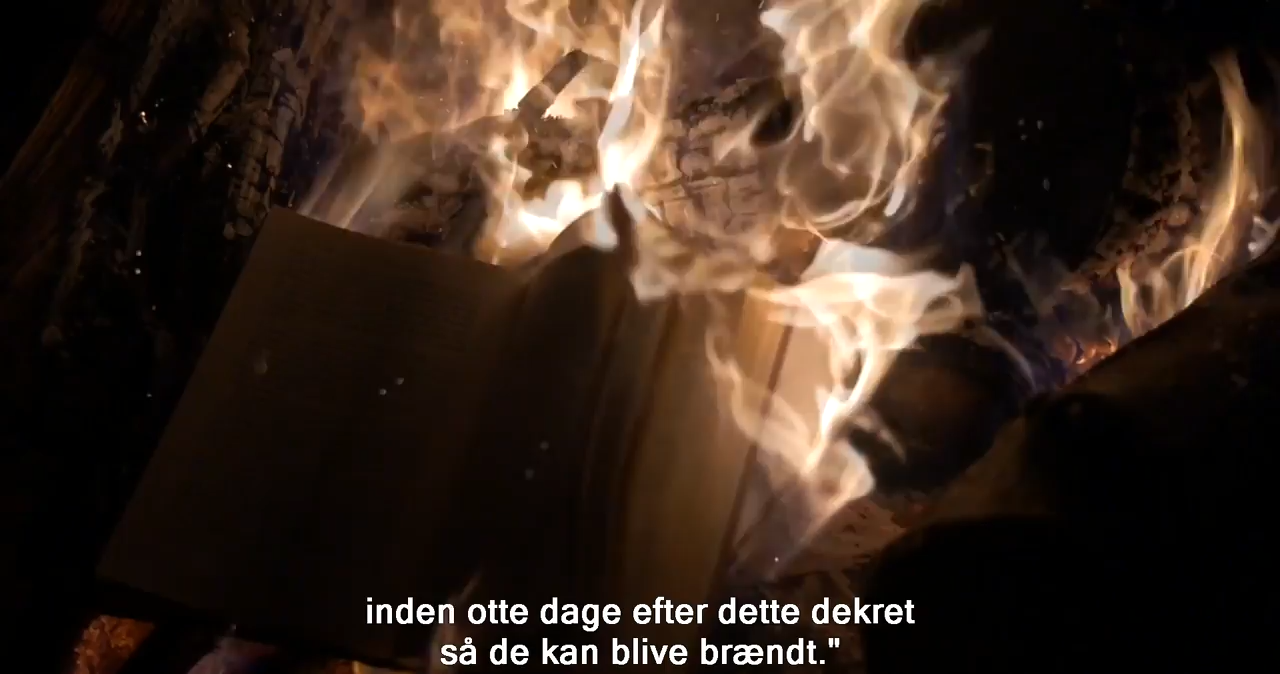 inden otte dage efter dette dekret
så de kan blive brændt."